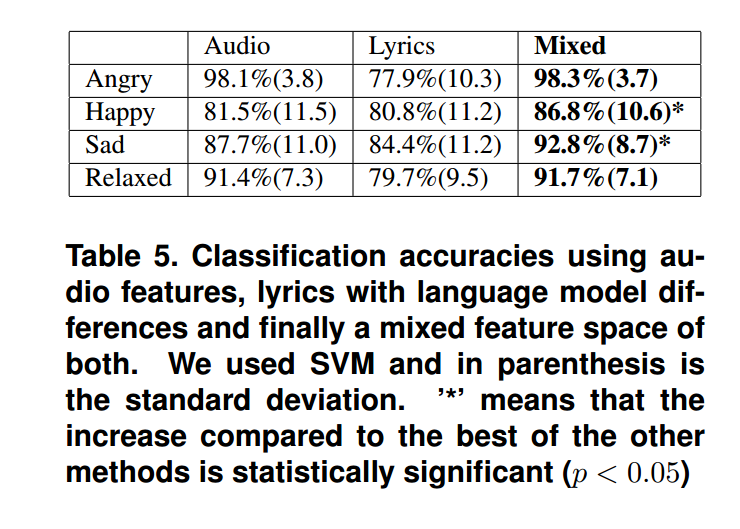 Audio Lyrics Mixed
Angry 98.1%(3.8) 77.9%(10.3) 98.3%(3.7)
Happy 81.5%(11.5) 80.8%(11.2) 86.8%(10.6)*
Sad 87.7%(11.0) 84.4%(11.2) 92.8%(8.7)*
Relaxed 91.4%(7.3) 79.7%(9.5) 91.7%(7.1)
Table 5. Classification accuracies using au-
dio features, lyrics with language model dif-
ferences and finally a mixed feature space of
both. We used SVM and in parenthesis is
the standard deviation. ’*’ means that the
increase compared to the best of the other
methods is statistically significant (p < 0.05)